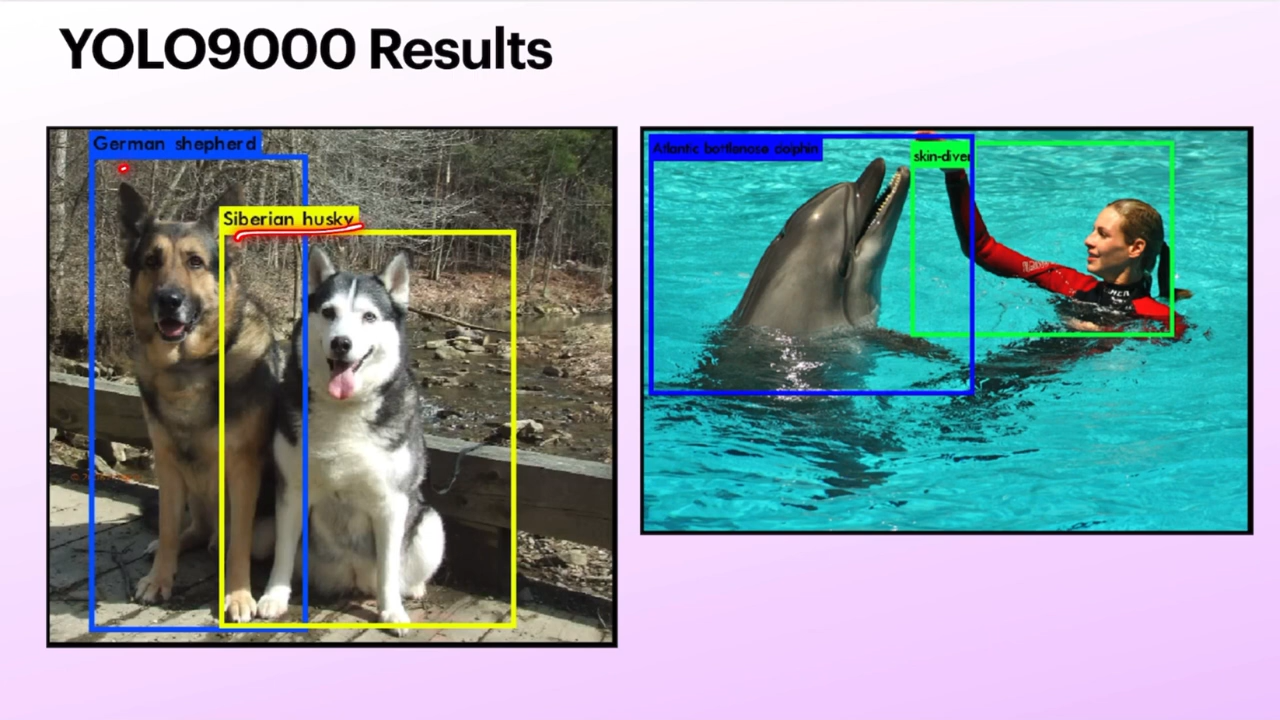 YOLO9000 Results
German shepherd
Siberian husky
Atlantic bottlenose dolphin
skin-diver